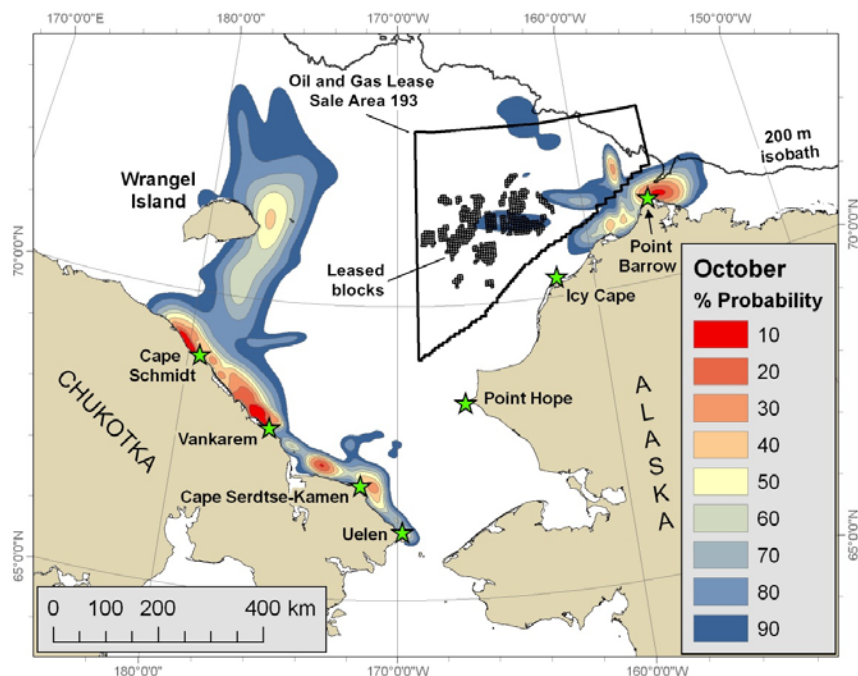 170°0'0"E
180°0'0"
170°0'0"W
160°0'0"W
150°0'0"W
Oil and Gas Lease
Sale Area 193
200 m
isobath
Wrangel
Island
70°0'0"N
70°0'0"N
Leased
blocks
Point
Barrow
Icy Cape
Cape
Schmidt
CHUKOTKA
Point Hope
ALASKA
Vankarem
Cape Serdtse-Kamen
Uelen
65°0'0"N
65°0'0"N
October
% Probability
10
20
30
40
50
60
70
80
90
0 100 200 400 km
180°0'0"
170°0'0"W
160°0'0"W